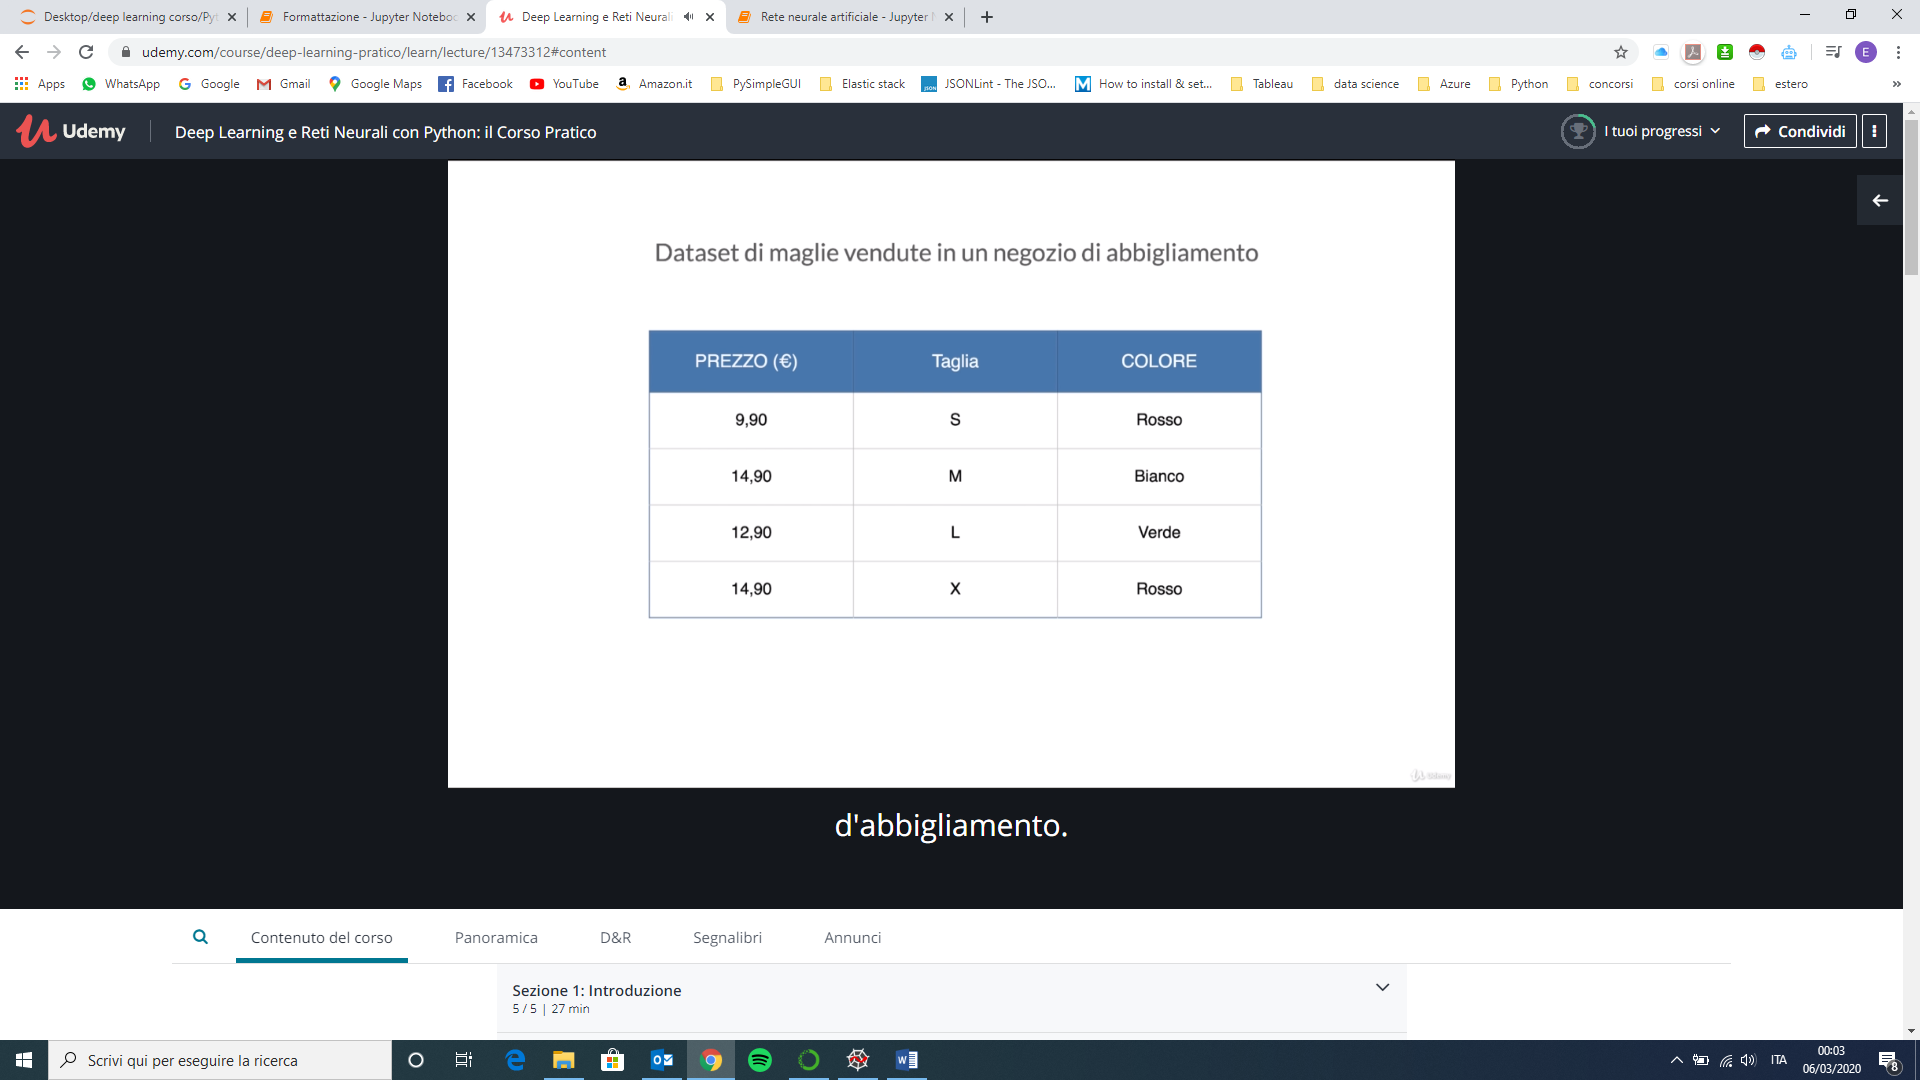 Desktop/deep learning corso/Pyt
Formattazione - Jupyter Noteboo
Deep Learning e Reti Neurali
Rete neurale artificiale - Jupyter N
udemy.com/course/deep-learning-pratico/learn/lecture/13473312#content
E
Apps
WhatsApp
Google
Gmail
Google Maps
Facebook
YouTube
Amazon.it
PySimpleGUI
Elastic stack
JSONLint - The JSO...
How to install & set...
Tableau
data science
Azure
Python
concorsi
corsi online
estero
»
Udemy
Deep Learning e Reti Neurali con Python: il Corso Pratico
I tuoi progressi
Condividi
Dataset di maglie vendute in un negozio di abbigliamento
PREZZO (€) Taglia COLORE
9,90 S Rosso
14,90 M Bianco
12,90 L Verde
14,90 X Rosso
Udemy
d'abbigliamento.
Contenuto del corso
Panoramica
D&R
Segnalibri
Annunci
Sezione 1: Introduzione
5 / 5 | 27 min
Scrivi qui per eseguire la ricerca
ITA
00:03
06/03/2020
8